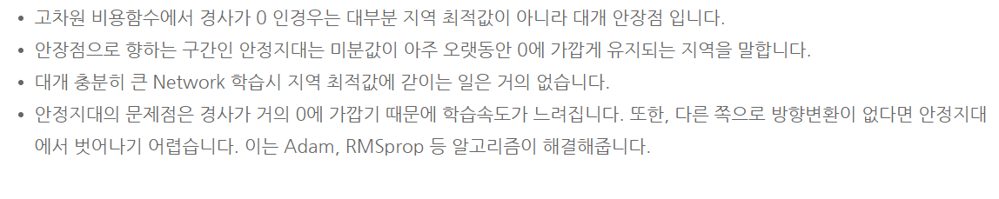 • 고차원 비용함수에서 경사가 0 인경우는 대부분 지역 최적값이 아니라 대개 안장점 입니다.
• 안장점으로 향하는 구간인 안정지대는 미분값이 아주 오랫동안 0에 가깝게 유지되는 지역을 말합니다.
• 대개 충분히 큰 Network 학습시 지역 최적값에 갇이는 일은 거의 없습니다.
• 안정지대의 문제점은 경사가 거의 0에 가깝기 때문에 학습속도가 느려집니다. 또한, 다른 쪽으로 방향변환이 없다면 안정지대
에서 벗어나기 어렵습니다. 이는 Adam, RMSprop 등 알고리즘이 해결해줍니다.